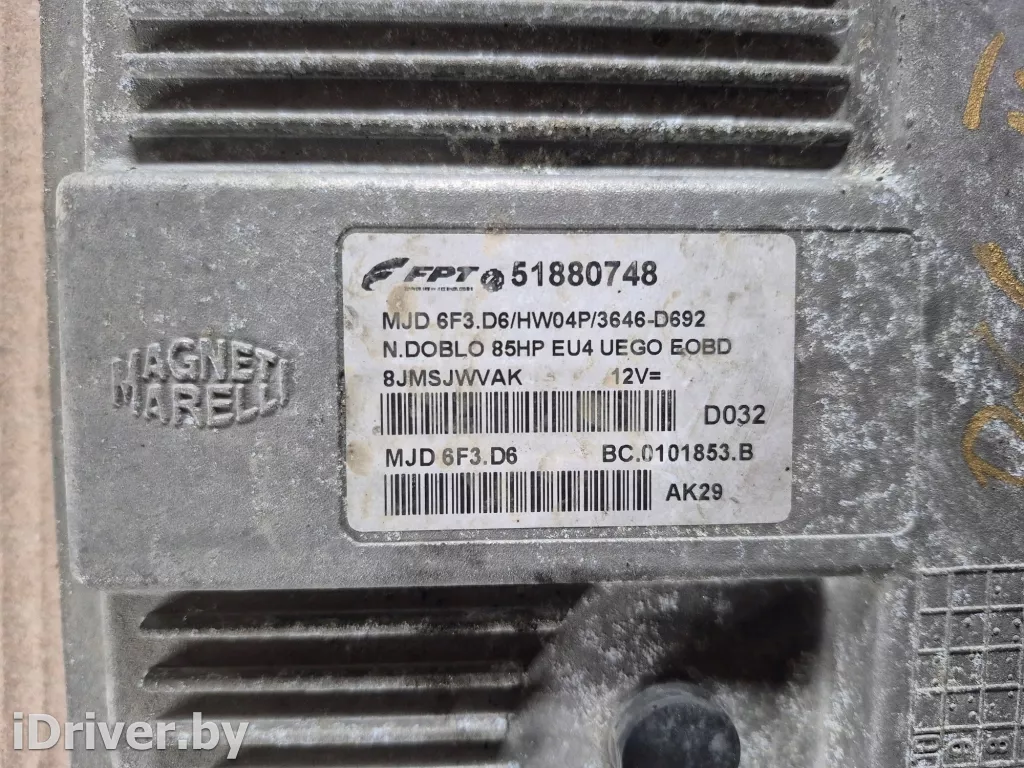 MAGNETI
MARELLI
FPT 51880748
MJD 6F3.D6/HW04P/3646-D692
N.DOBLO 85HP EU4 UEGO EOBD
8JMSJWVAK 12V=
D032
MJD 6F3.D6 BC.0101853.B
AK29
iDriver.by